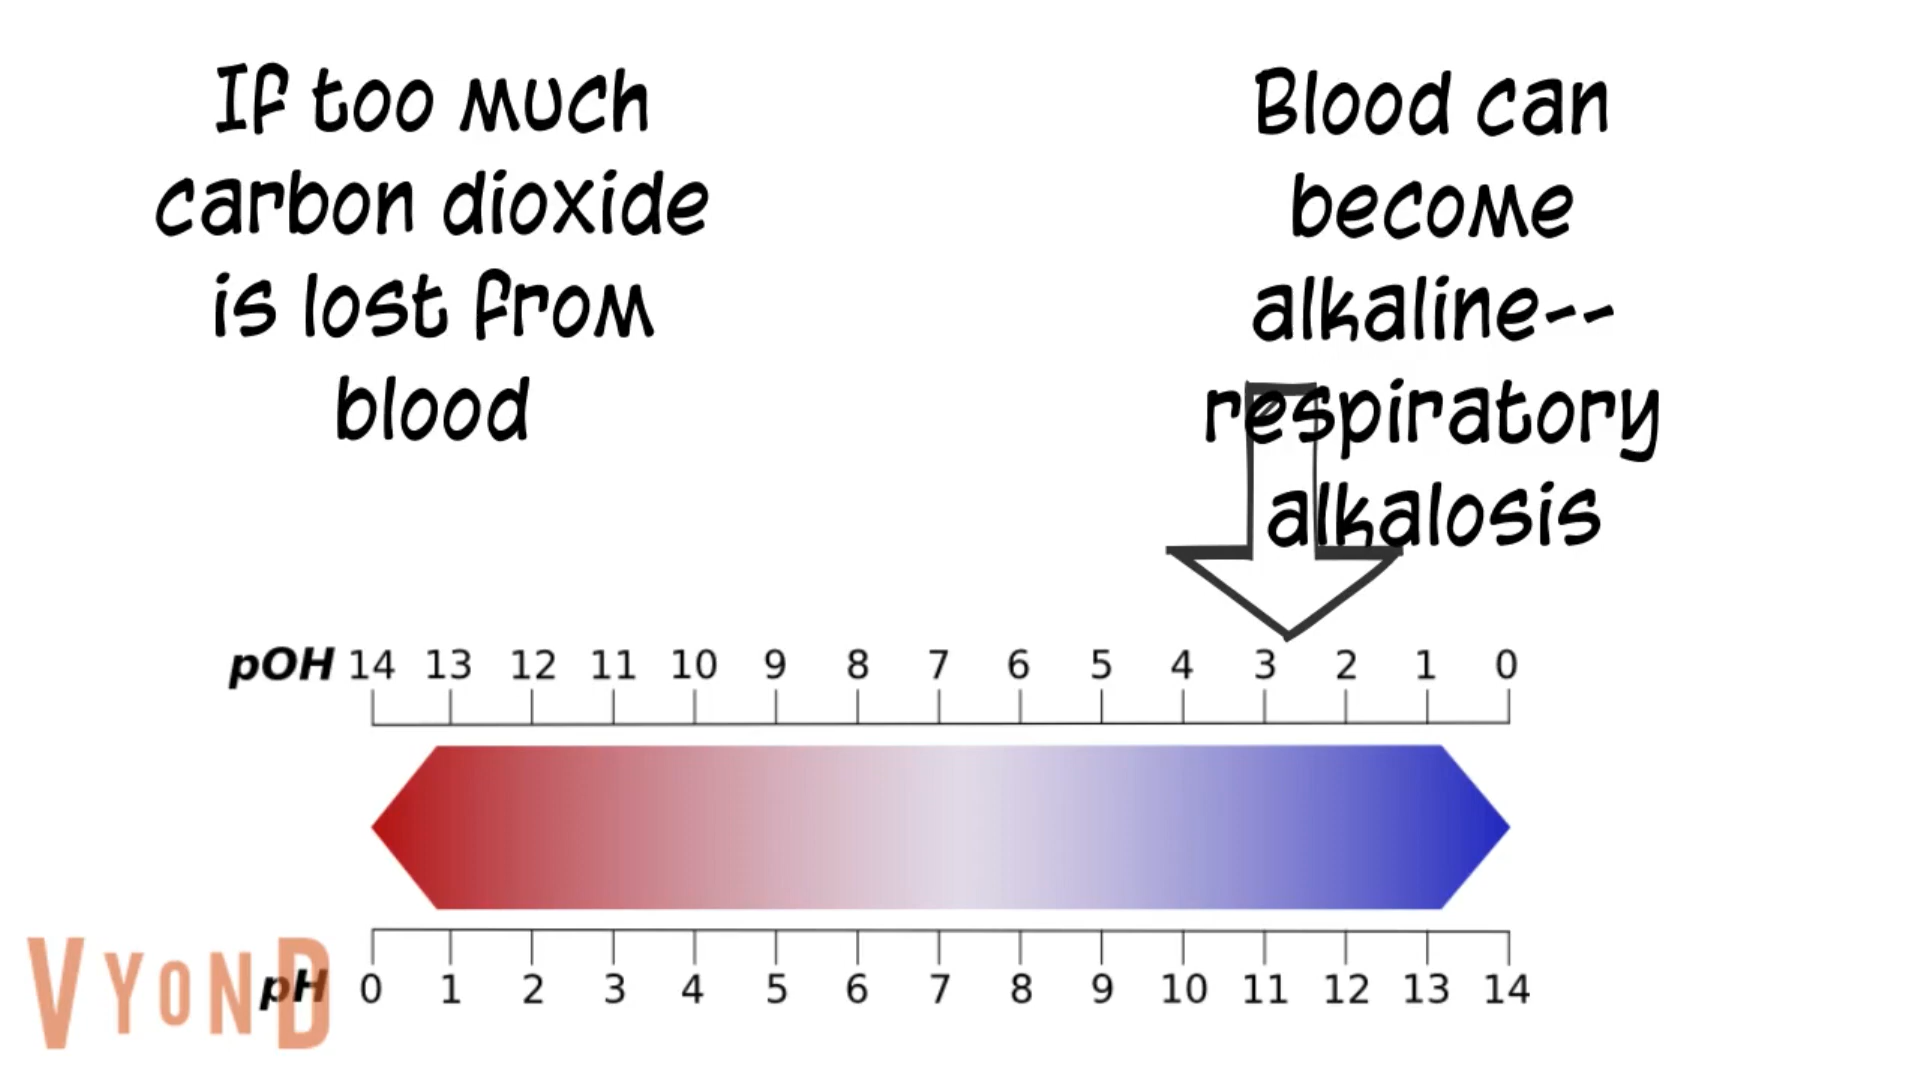 If too much
carbon dioxide
is lost from
blood
Blood can
become
alkaline--
respiratory
alkalosis
pOH 14 13 12 11 10 9 8 7 6 5 4 3 2 1 0
pH 0 1 2 3 4 5 6 7 8 9 10 11 12 13 14
VYOND